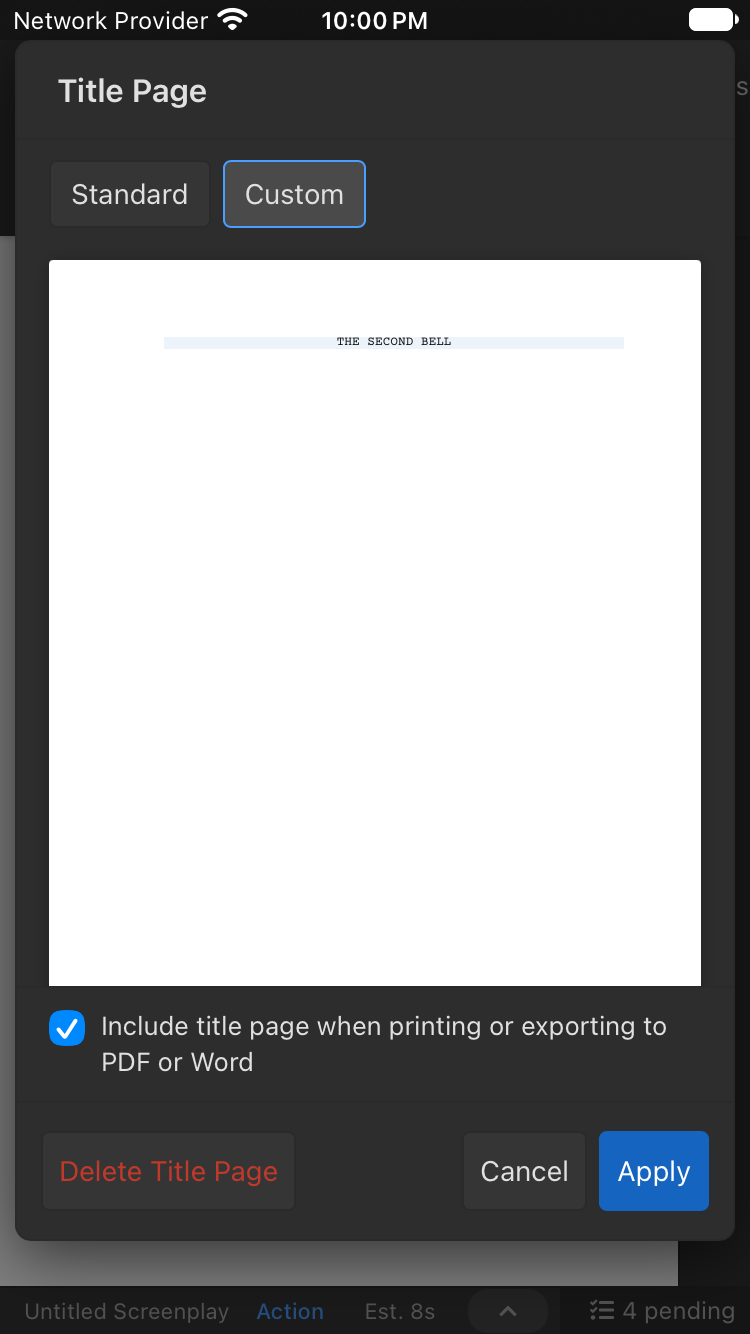 Network Provider 10:00 PM
Title Page
Standard Custom
THE SECOND BELL
Include title page when printing or exporting to
PDF or Word
Delete Title Page Cancel Apply
Untitled Screenplay Action Est. 8s 4 pending